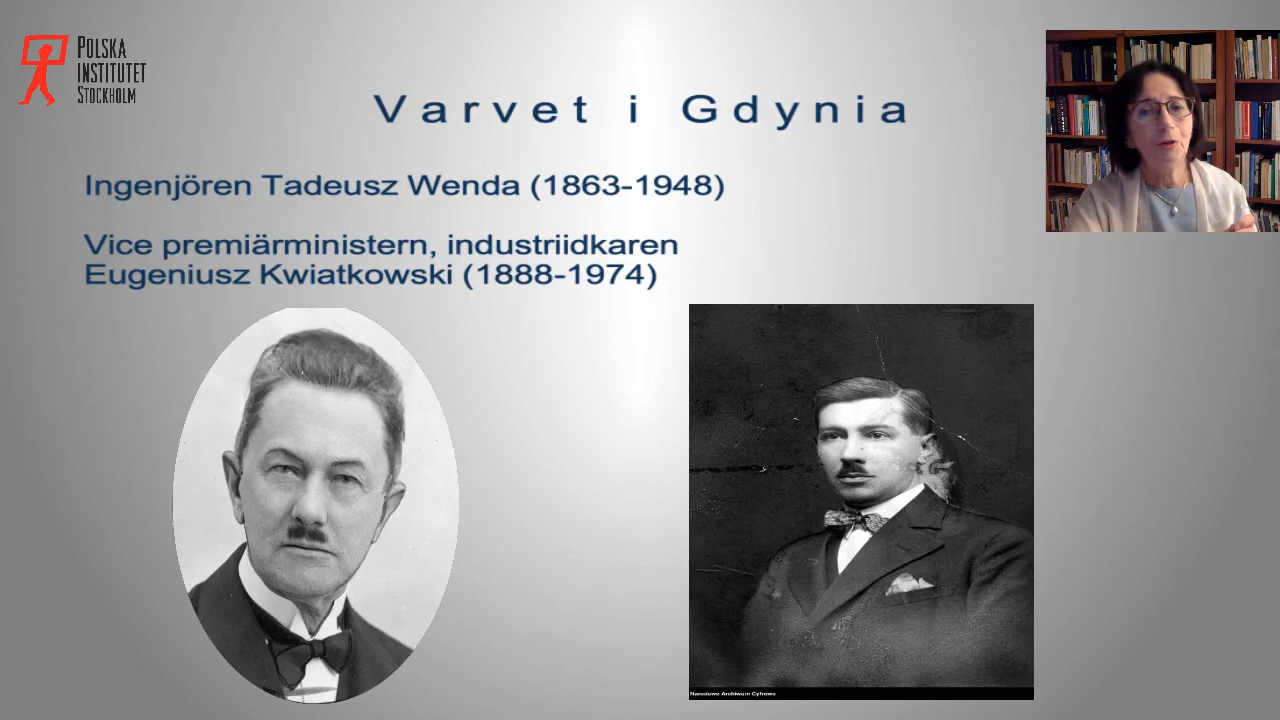 POLSKA
INSTITUTET
STOCKHOLM
Varvet i Gdynia
Ingenjören Tadeusz Wenda (1863-1948)
Vice premiärministern, industriidkaren
Eugeniusz Kwiatkowski (1888-1974)
Narodowe Archiwum Cyfrowe